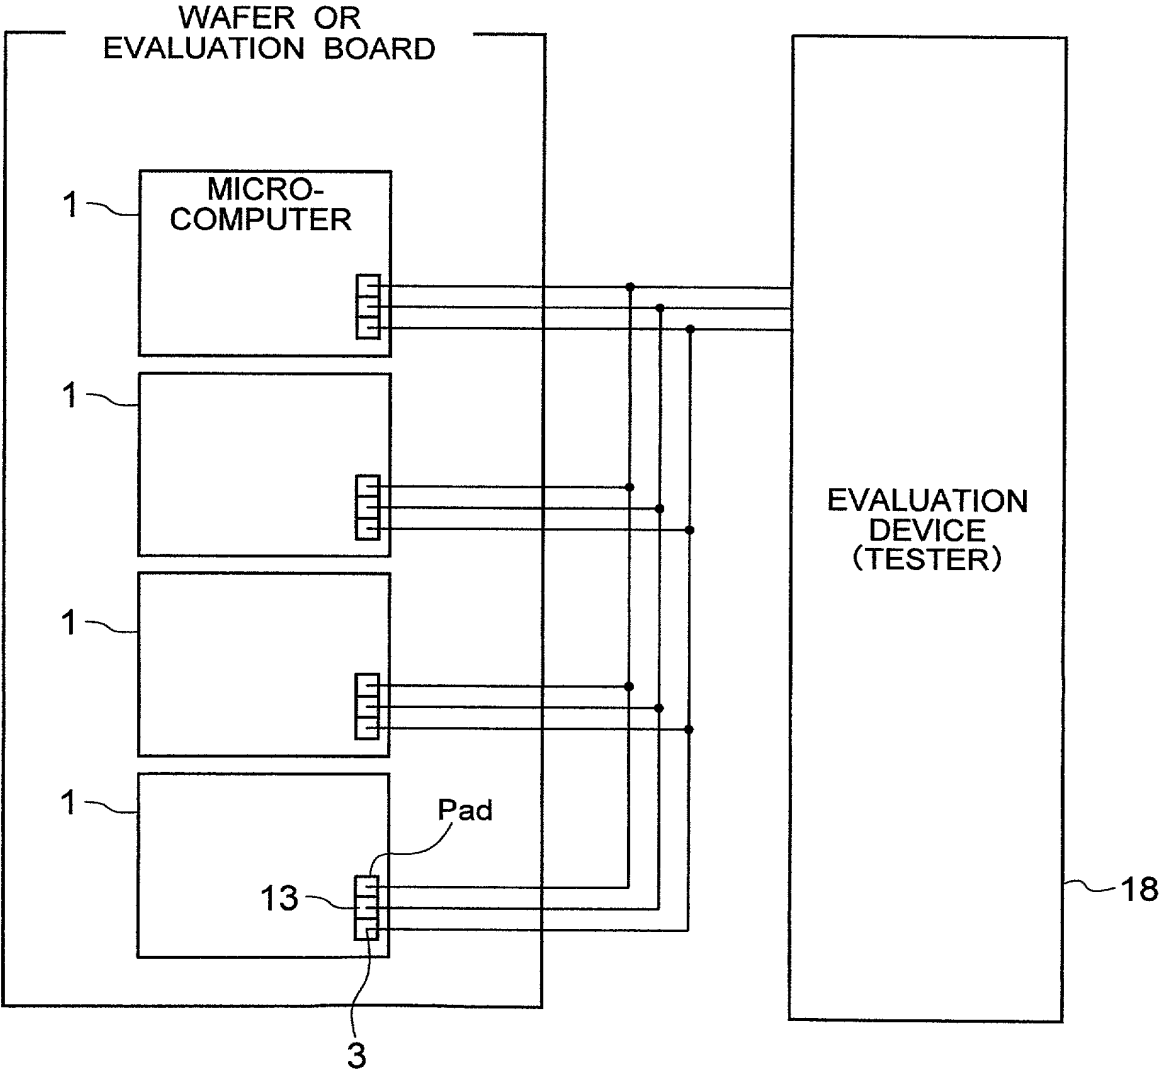 WAFER OR
EVALUATION BOARD
MICRO-
COMPUTER
1
1
EVALUATION
DEVICE
(TESTER)
1
1
Pad
13
18
3